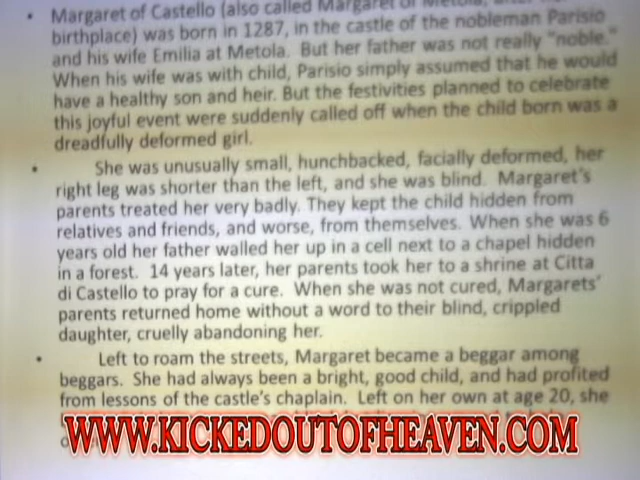 • Margaret of Castello (also called Margaret of Metola, after her
birthplace) was born in 1287, in the castle of the nobleman Parisio
and his wife Emilia at Metola. But her father was not really "noble."
When his wife was with child, Parisio simply assumed that he would
have a healthy son and heir. But the festivities planned to celebrate
this joyful event were suddenly called off when the child born was a
dreadfully deformed girl.
• She was unusually small, hunchbacked, facially deformed, her
right leg was shorter than the left, and she was blind. Margaret's
parents treated her very badly. They kept the child hidden from
relatives and friends, and worse, from themselves. When she was 6
years old her father walled her up in a cell next to a chapel hidden
in a forest. 14 years later, her parents took her to a shrine at Citta
di Castello to pray for a cure. When she was not cured, Margarets'
parents returned home without a word to their blind, crippled
daughter, cruelly abandoning her.
• Left to roam the streets, Margaret became a beggar among
beggars. She had always been a bright, good child, and had profited
from lessons of the castle's chaplain. Left on her own at age 20, she
WWW.KICKEDOUTOFHEAVEN.COM